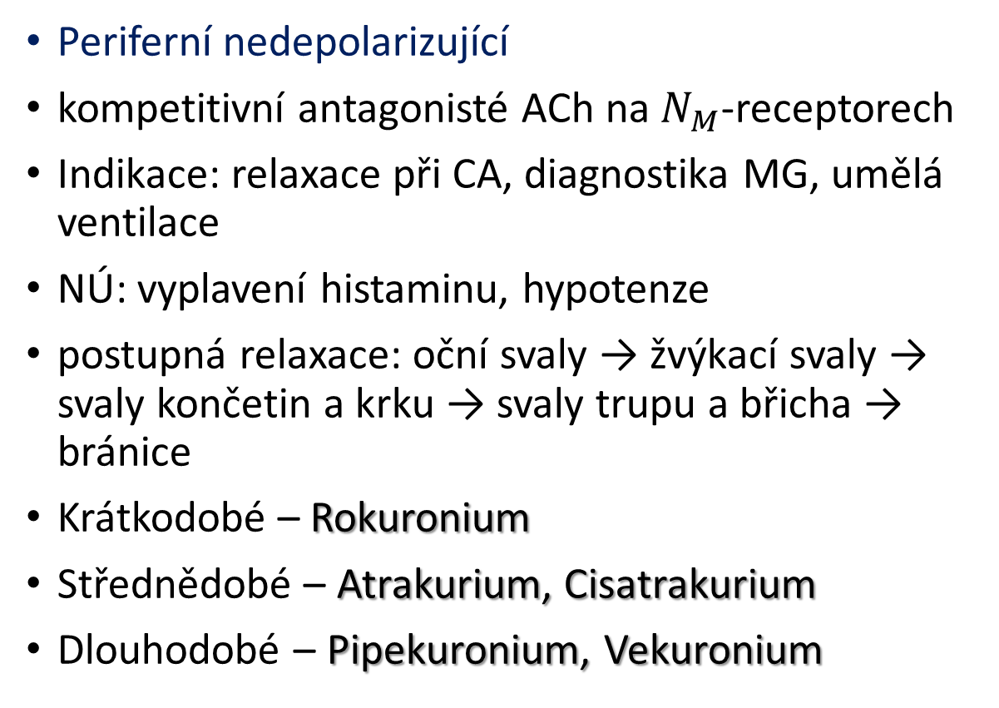 • Periferní nedepolarizující
• kompetitivní antagonisté ACh na $N_M$-receptorech
• Indikace: relaxace při CA, diagnostika MG, umělá
ventilace
• NÚ: vyplavení histaminu, hypotenze
• postupná relaxace: oční svaly → žvýkací svaly →
svaly končetin a krku → svaly trupu a břicha →
bránice
• Krátkodobé – Rokuronium
• Střednědobé – Atrakurium, Cisatrakurium
• Dlouhodobé – Pipekuronium, Vekuronium